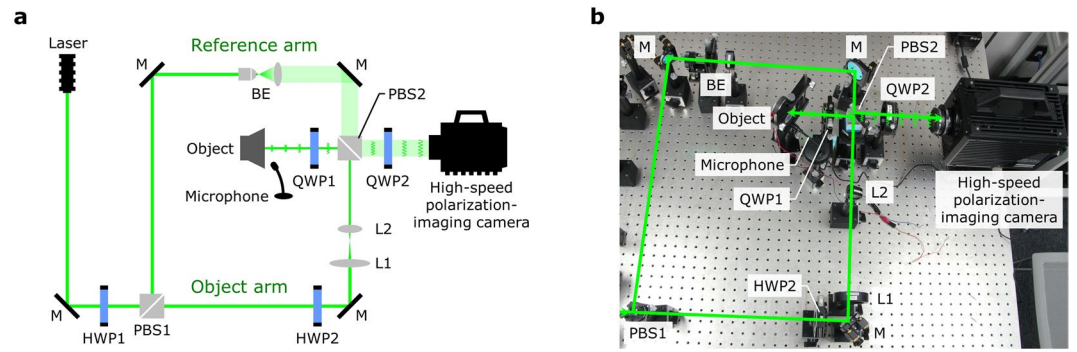 a
Laser
Reference arm
M
BE
M
PBS2
Object
QWP1
QWP2
Microphone
High-speed
polarization-
imaging camera
L2
L1
Object arm
M
HWP1
PBS1
HWP2
M
b
M
M
PBS2
BE
QWP2
Object
Microphone
QWP1
L2
High-speed
polarization-
imaging camera
HWP2
L1
PBS1
M